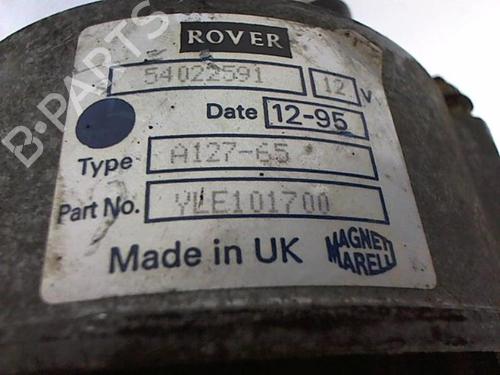 ROVER
54022591 12 V
Date 12-95
Type A127-65
Part No. YLE101700
Made in UK MAGNETI MARELLI
B-PARTS